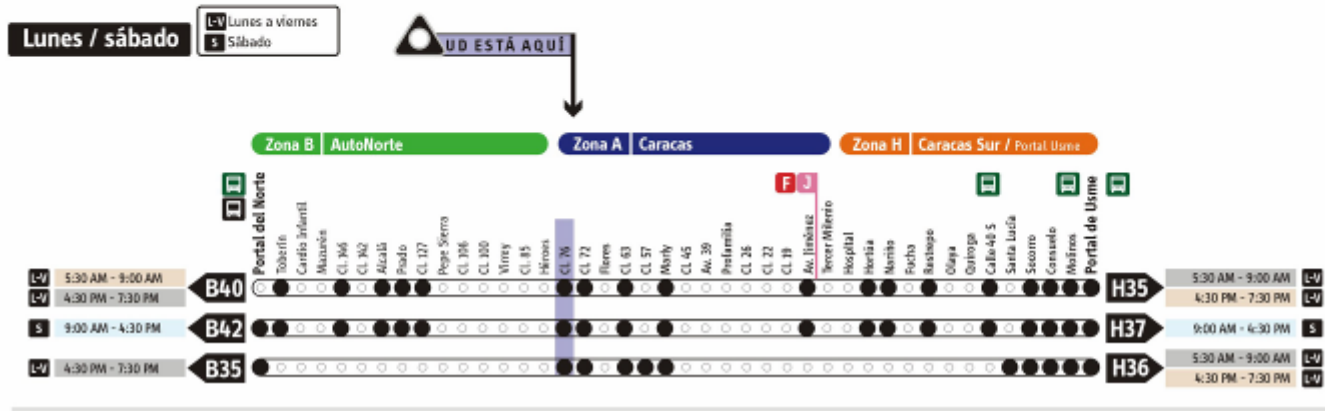 Lunes / sábado
L-V Lunes a viernes
S Sábado
UD ESTÁ AQUÍ
Zona B | AutoNorte
Zona A | Caracas
Zona H | Caracas Sur / Portal Usme
F J
Portal del Norte
Toberín
Cardio Infantil
Mazurén
CL. 146
CL. 142
Alcalá
Prado
CL. 127
Pepe Sierra
CL. 106
CL. 100
Virrey
CL. 85
Héroes
CL. 76
CL. 72
Flores
CL. 63
CL. 57
Marly
CL. 45
Av. 39
Profamilia
CL. 26
CL. 22
CL. 19
Av. Jiménez
Tercer Milenio
Hospital
Hortúa
Nariño
Fucha
Restrepo
Olaya
Quiroga
Calle 40 S
Santa Lucía
Socorro
Consuelo
Molinos
Portal de Usme
L-V 5:30 AM - 9:00 AM
L-V 4:30 PM - 7:30 PM
B40
H35
5:30 AM - 9:00 AM L-V
4:30 PM - 7:30 PM L-V
S 9:00 AM - 4:30 PM
B42
H37
9:00 AM - 4:30 PM S
L-V 4:30 PM - 7:30 PM
B35
H36
5:30 AM - 9:00 AM L-V
4:30 PM - 7:30 PM L-V